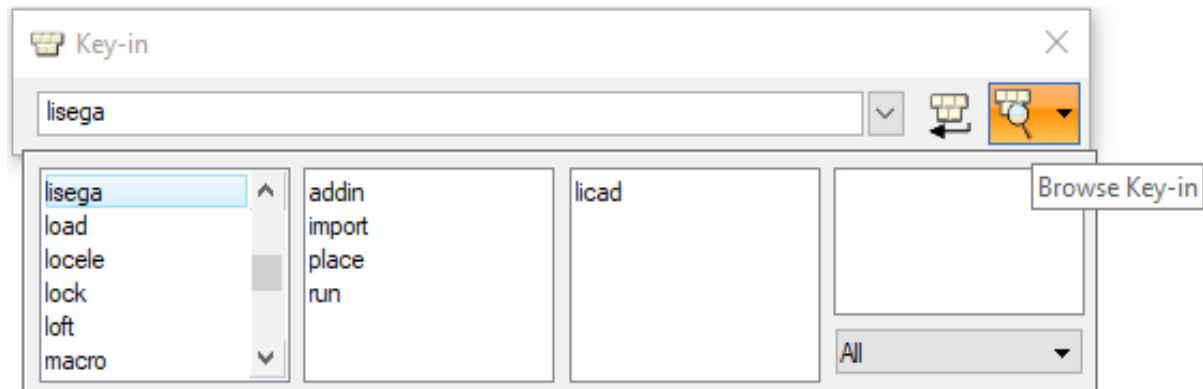 Key-in
lisega
lisega
load
locele
lock
loft
macro
addin
import
place
run
licad
Browse Key-in
All